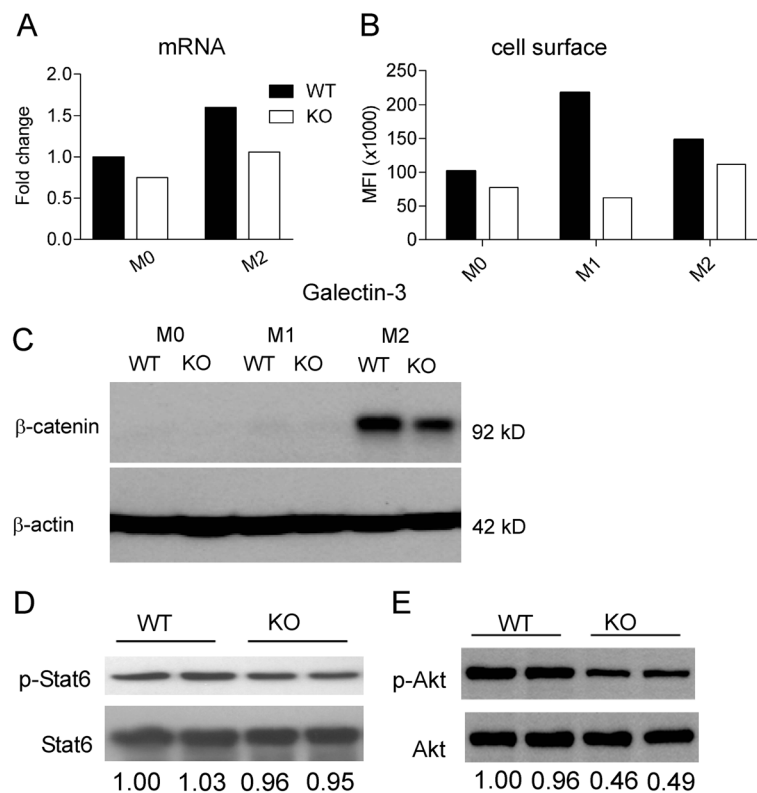 A
mRNA
Fold change
2.0
1.5
1.0
0.5
0.0
M0
M2
WT
KO
B
cell surface
MFI (x1000)
250
200
150
100
50
0
M0
M1
M2
Galectin-3
C
M0 M1 M2
WT KO WT KO WT KO
β-catenin 92 kD
β-actin 42 kD
D
WT KO
p-Stat6
Stat6
1.00 1.03 0.96 0.95
E
WT KO
p-Akt
Akt
1.00 0.96 0.46 0.49